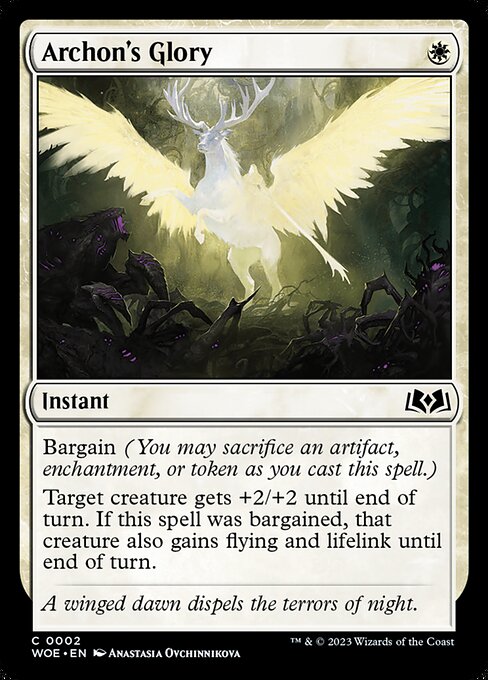 Archon's Glory
Instant
Bargain (You may sacrifice an artifact,
enchantment, or token as you cast this spell.)
Target creature gets +2/+2 until end of
turn. If this spell was bargained, that
creature also gains flying and lifelink until
end of turn.
A winged dawn dispels the terrors of night.
C 0002
WOE • EN Anastasia Ovchinnikova
™ & © 2023 Wizards of the Coast